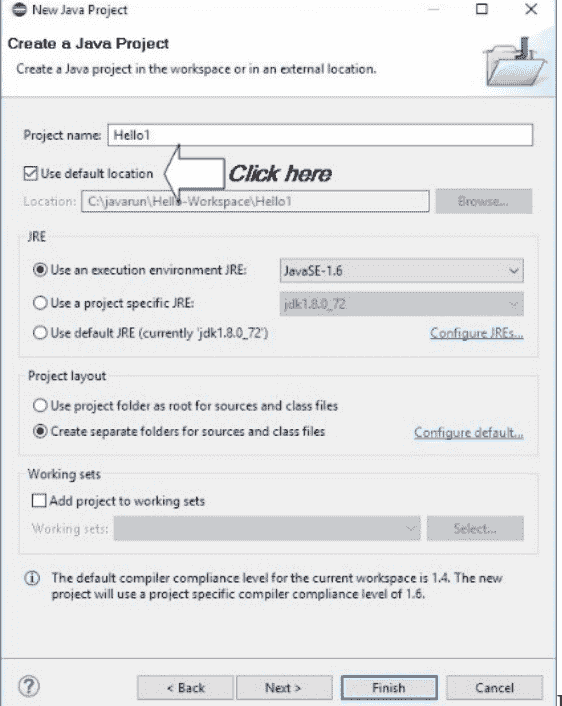 New Java Project
Create a Java Project
Create a Java project in the workspace or in an external location.
Project name: Hello1
Use default location
Click here
Location: C:\javarun\Hello-Workspace\Hello1 Browse...
JRE
Use an execution environment JRE: JavaSE-1.6
Use a project specific JRE: jdk1.8.0_72
Use default JRE (currently 'jdk1.8.0_72') Configure JREs...
Project layout
Use project folder as root for sources and class files
Create separate folders for sources and class files Configure default...
Working sets
Add project to working sets
Working sets: Select...
The default compiler compliance level for the current workspace is 1.4. The new
project will use a project specific compiler compliance level of 1.6.
? < Back Next > Finish Cancel